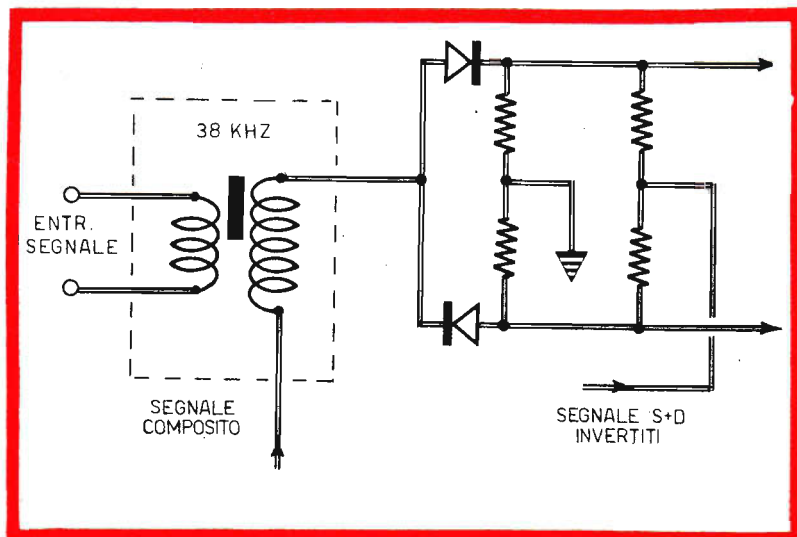 38 KHZ
ENTR.
SEGNALE
SEGNALE
COMPOSITO
SEGNALE S+D
INVERTITI